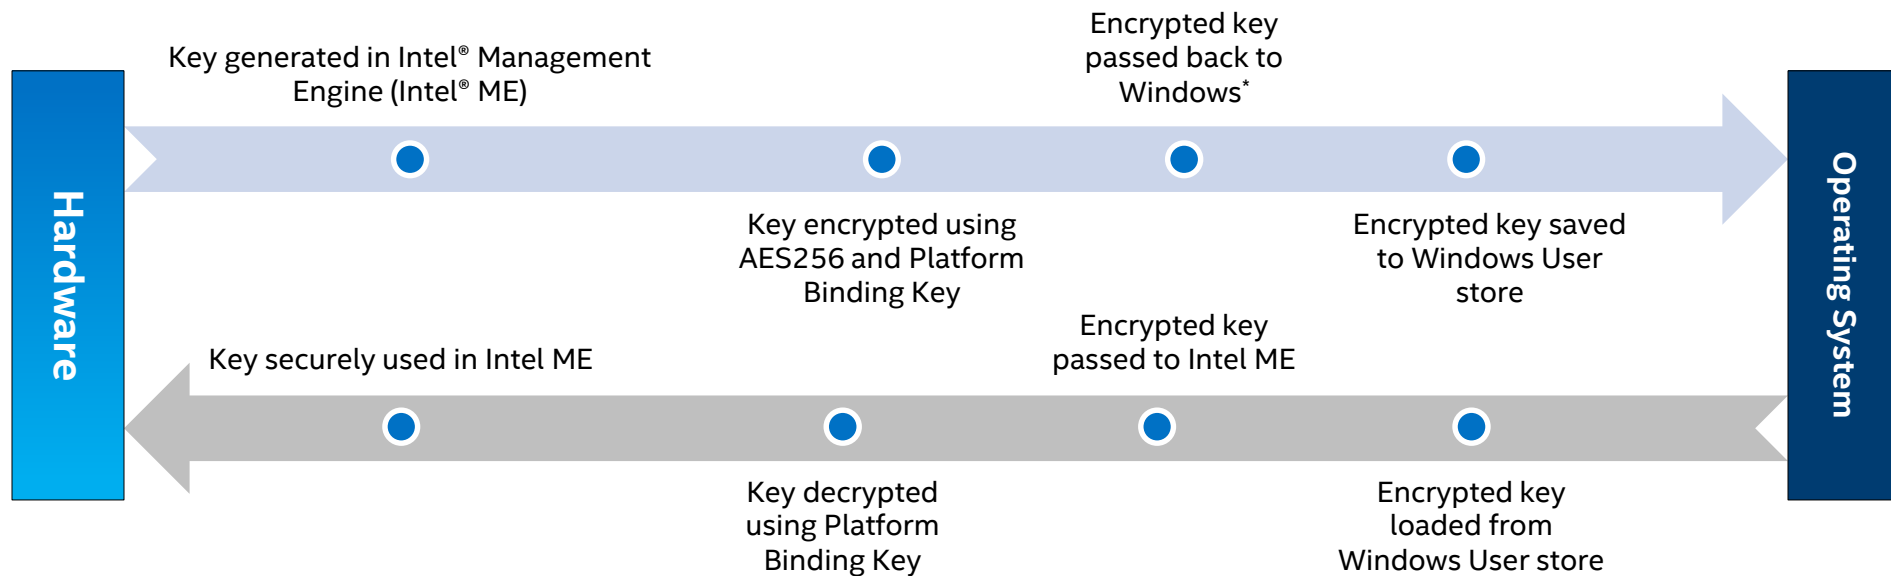 Hardware
Key generated in Intel® Management
Engine (Intel® ME)
Key encrypted using
AES256 and Platform
Binding Key
Encrypted key
passed back to
Windows*
Encrypted key saved
to Windows User
store
Operating System
Encrypted key
loaded from
Windows User store
Encrypted key
passed to Intel ME
Key decrypted
using Platform
Binding Key
Key securely used in Intel ME